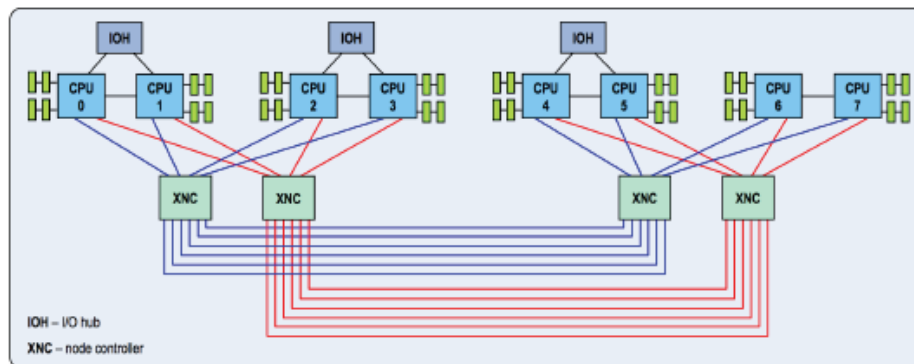 IOH
IOH
IOH
CPU
0
CPU
1
CPU
2
CPU
3
CPU
4
CPU
5
CPU
6
CPU
7
XNC
XNC
XNC
XNC
IOH – I/O hub
XNC – node controller